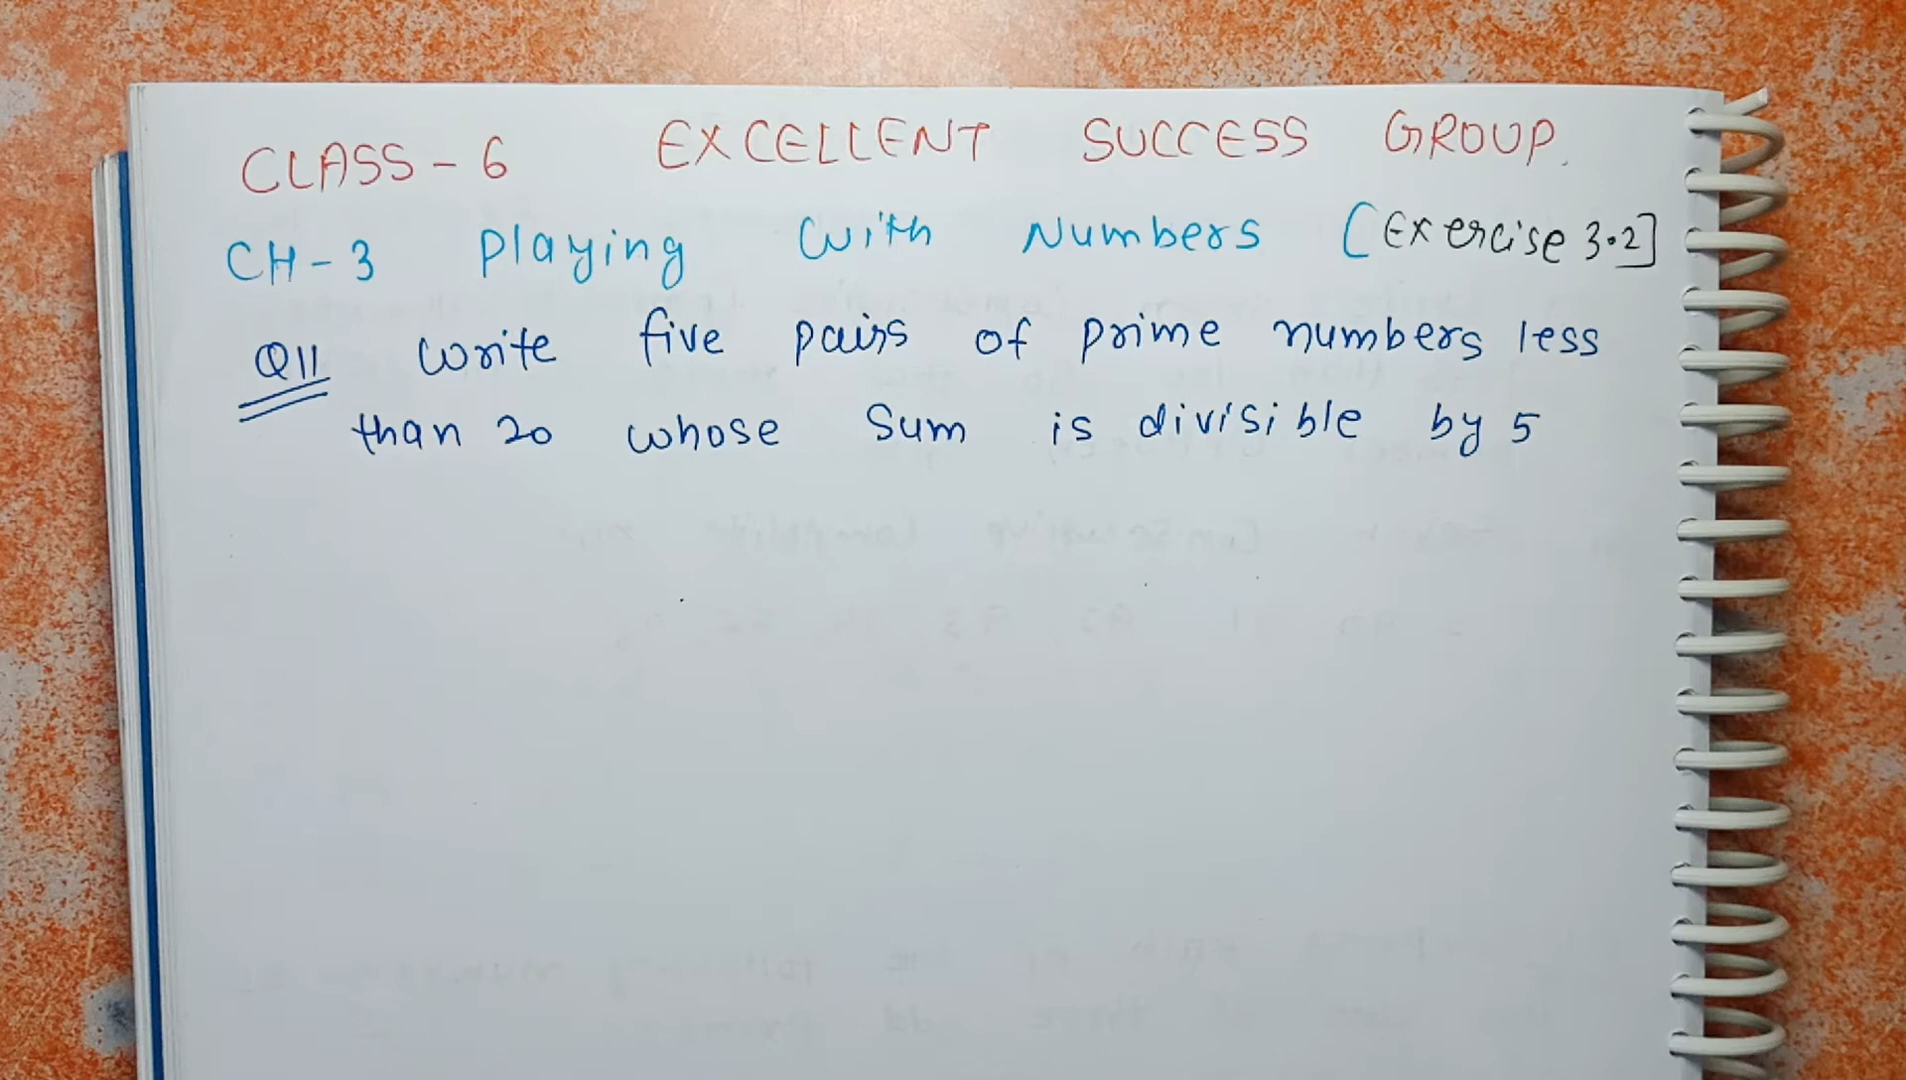 CLASS - 6 EXCELLENT SUCCESS GROUP.
CH - 3 Playing with Numbers [Exercise 3.2]
Q11 Write five pairs of prime numbers less
than 20 whose sum is divisible by 5